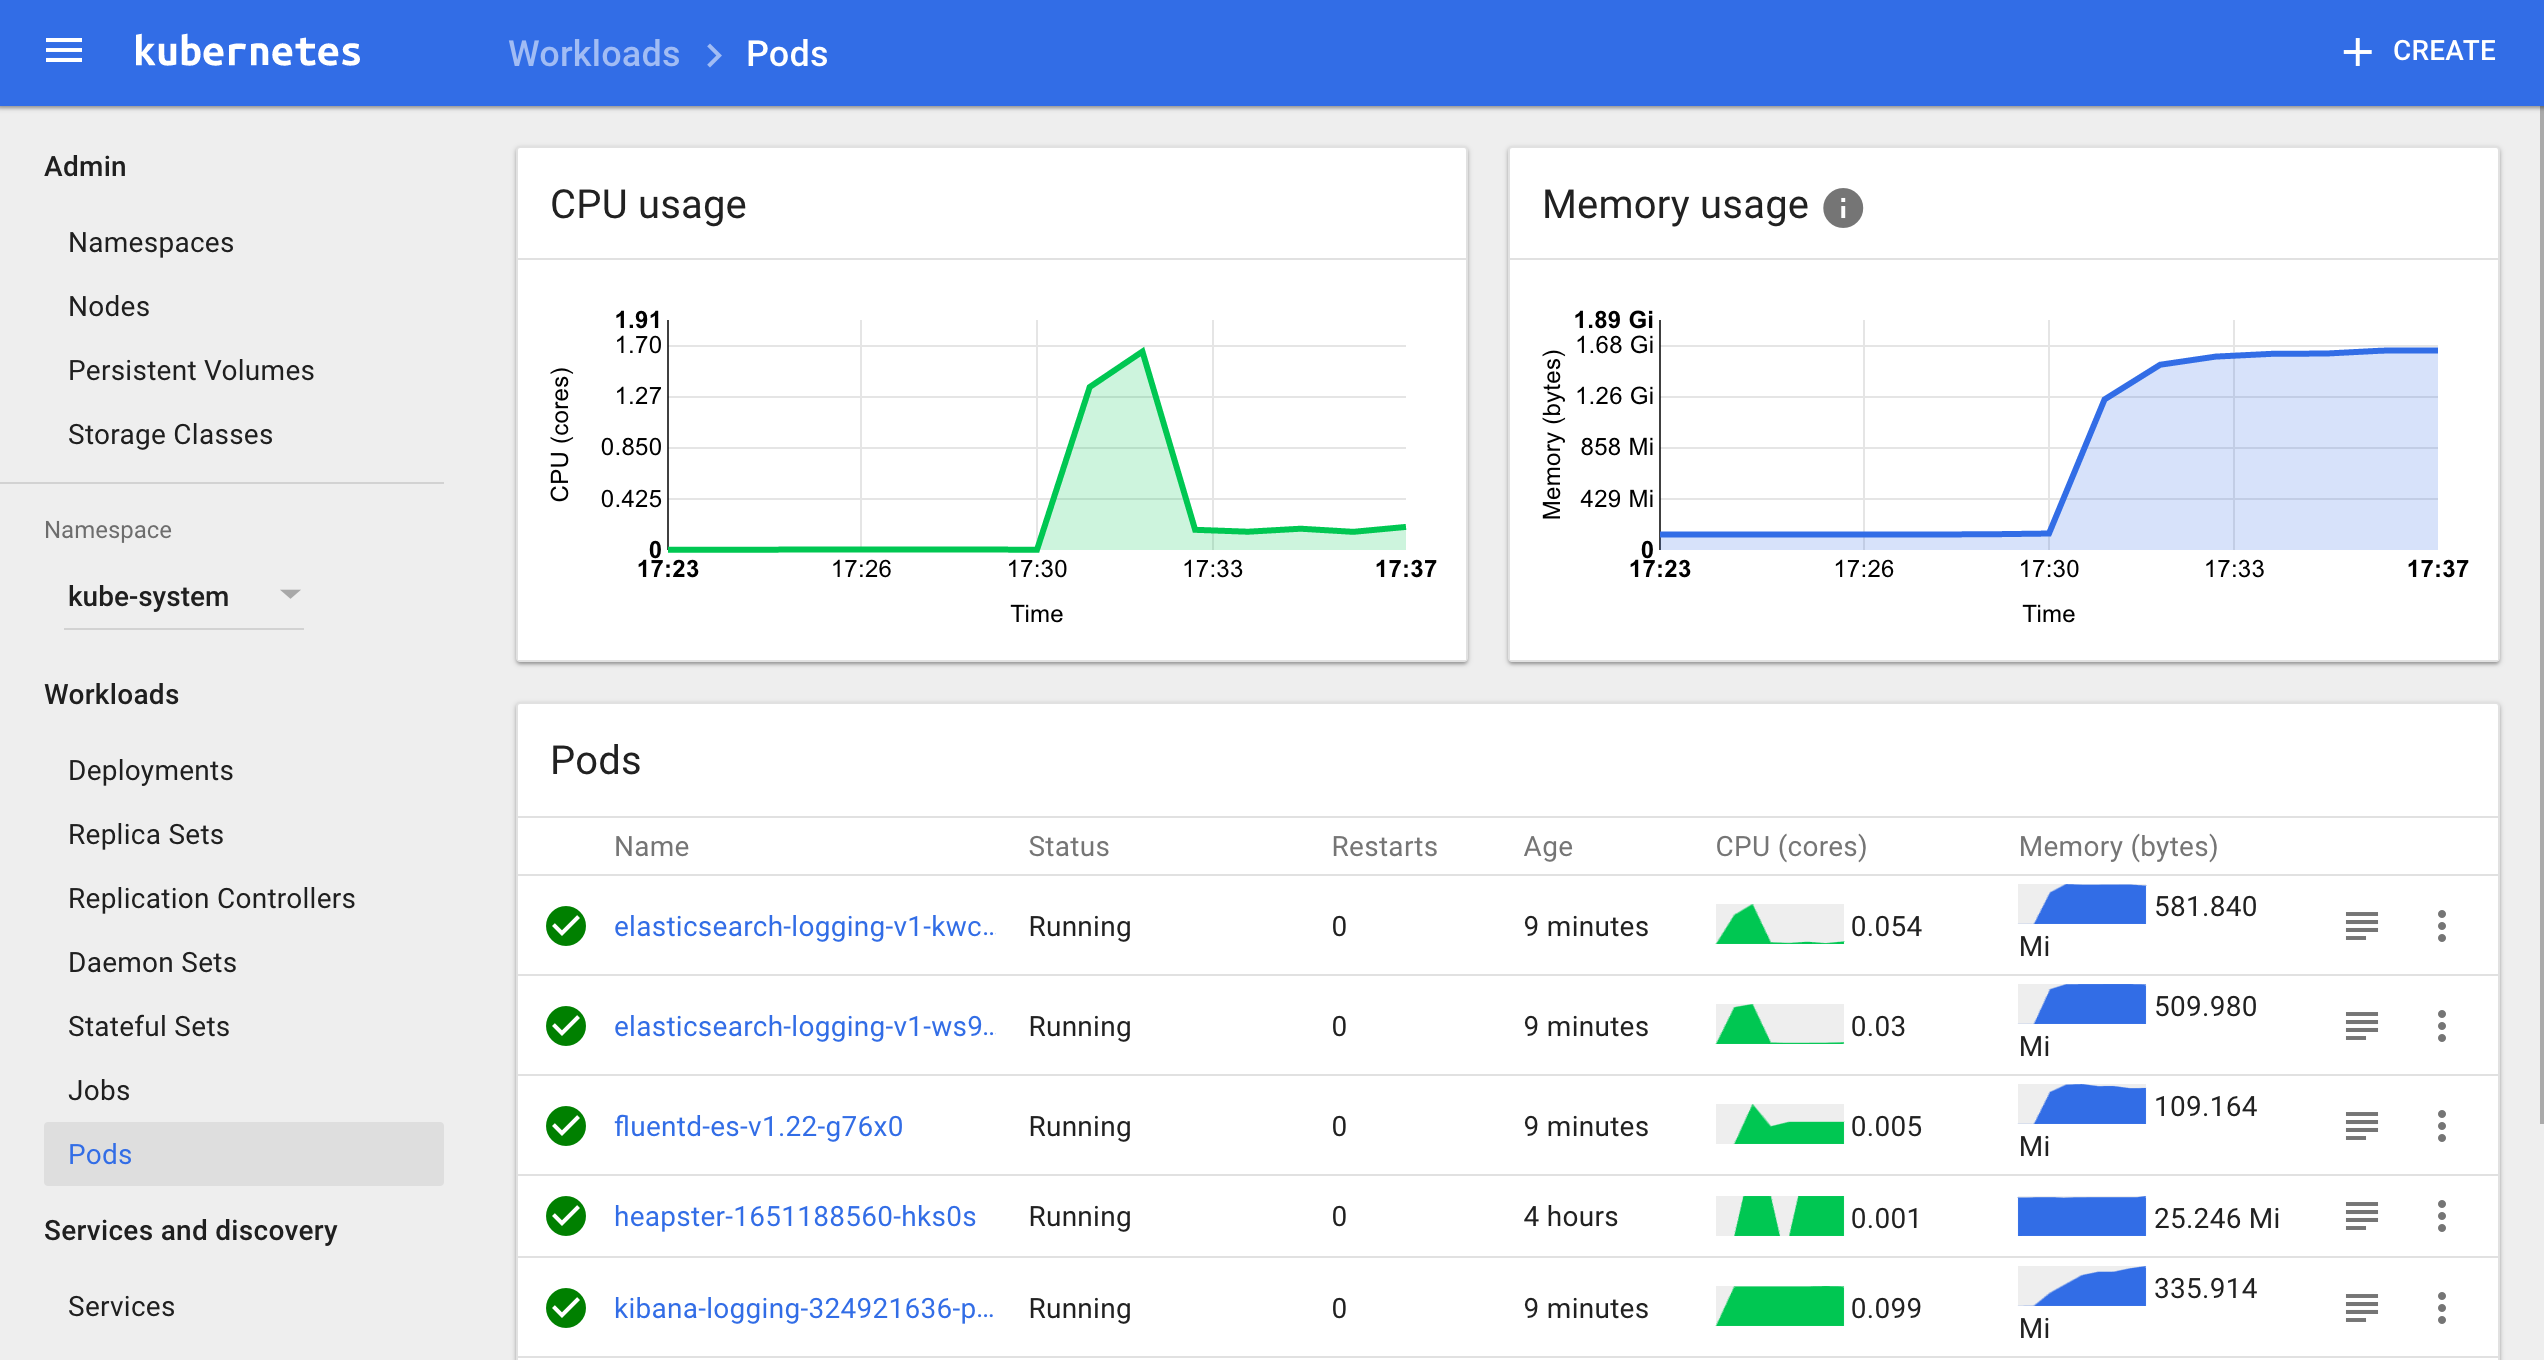 kubernetes
Workloads > Pods
+ CREATE
Admin
Namespaces
Nodes
Persistent Volumes
Storage Classes
Namespace
kube-system
Workloads
Deployments
Replica Sets
Replication Controllers
Daemon Sets
Stateful Sets
Jobs
Pods
Services and discovery
Services
CPU usage
CPU (cores)
1.91
1.70
1.27
0.850
0.425
0
17:23 17:26 17:30 17:33 17:37
Time
Memory usage i
Memory (bytes)
1.89 Gi
1.68 Gi
1.26 Gi
858 Mi
429 Mi
0
17:23 17:26 17:30 17:33 17:37
Time
Pods
Name Status Restarts Age CPU (cores) Memory (bytes)
elasticsearch-logging-v1-kwc... Running 0 9 minutes 0.054 581.840
Mi
elasticsearch-logging-v1-ws9... Running 0 9 minutes 0.03 509.980
Mi
fluentd-es-v1.22-g76x0 Running 0 9 minutes 0.005 109.164
Mi
heapster-1651188560-hks0s Running 0 4 hours 0.001 25.246 Mi
kibana-logging-324921636-p... Running 0 9 minutes 0.099 335.914
Mi